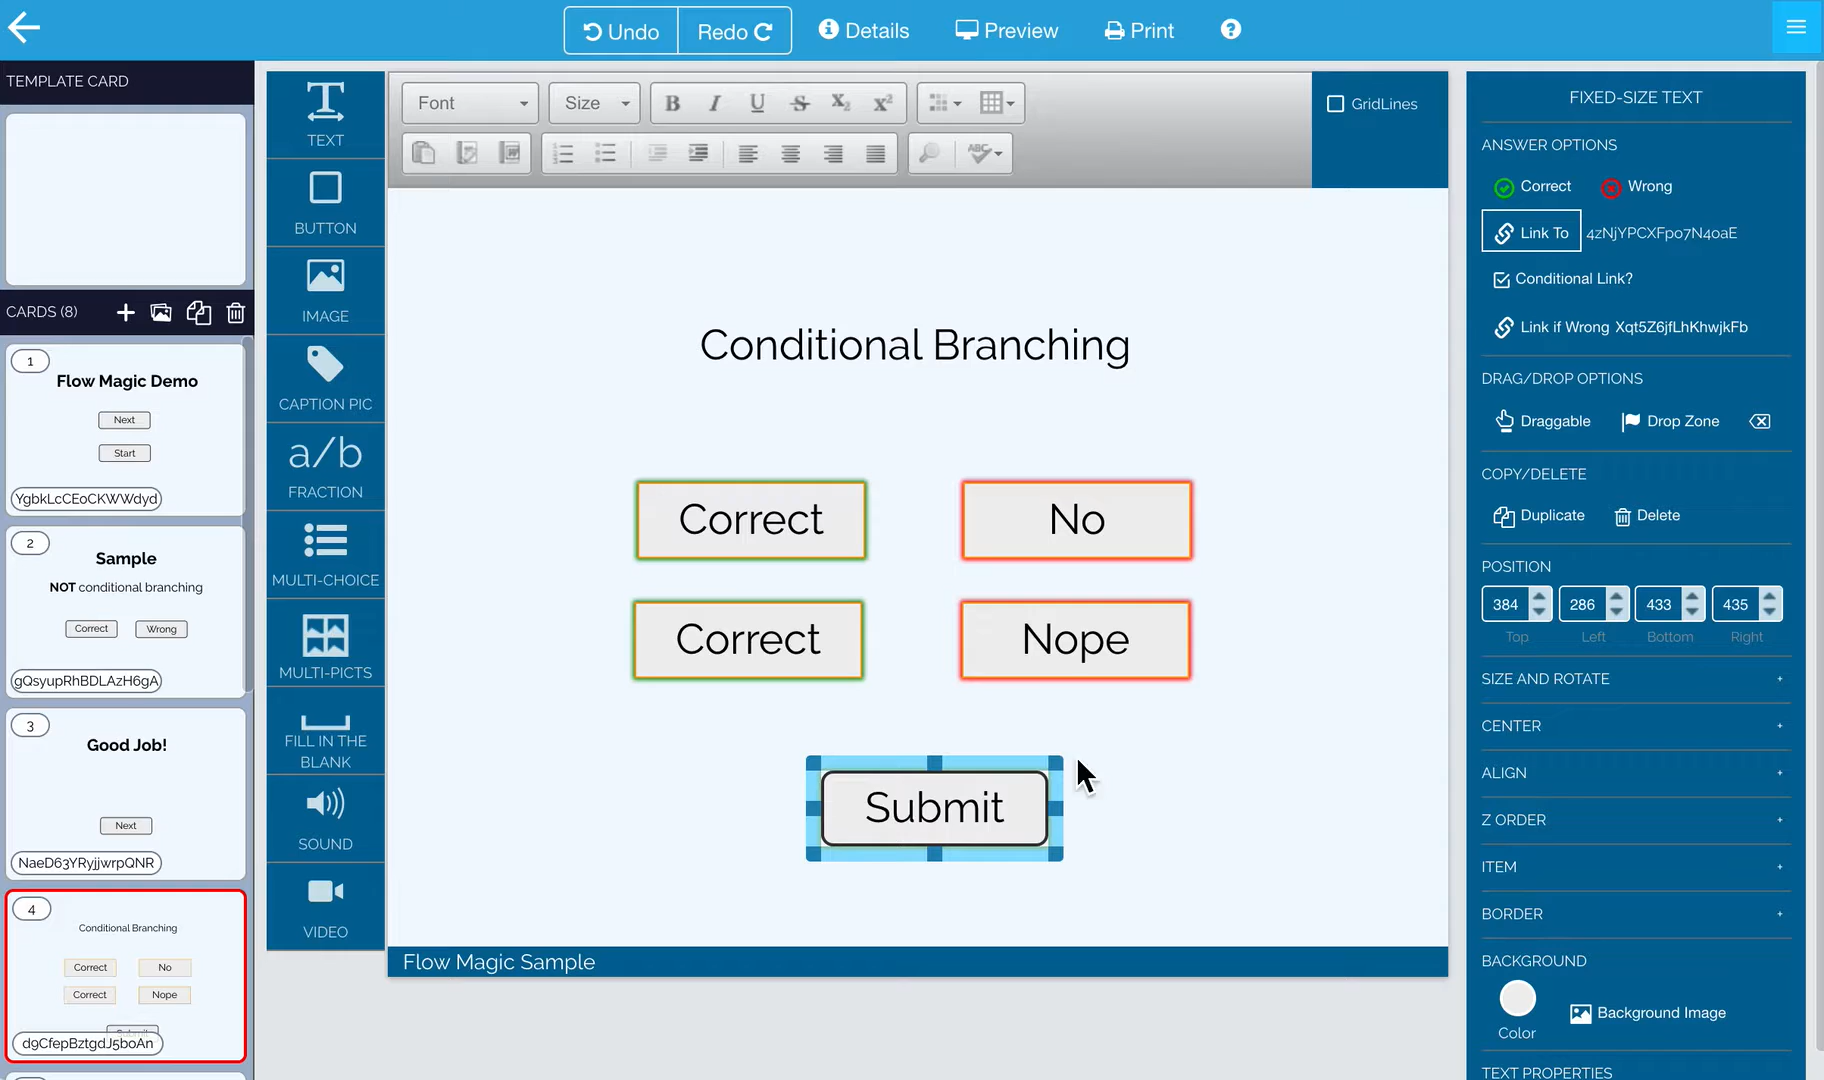 Undo
Redo
Details
Preview
Print
?
TEMPLATE CARD
CARDS (8)
1
Flow Magic Demo
Next
Start
YgbkLcCEoCKWWdyd
2
Sample
NOT conditional branching
Correct
Wrong
gQsyupRhBDLAzH6gA
3
Good Job!
Next
NaeD63YRyjjwrpQNR
4
Conditional Branching
Correct
No
Correct
Nope
Submit
d9CfepBztgdJ5boAn
TEXT
BUTTON
IMAGE
CAPTION PIC
a/b
FRACTION
MULTI-CHOICE
MULTI-PICTS
FILL IN THE
BLANK
SOUND
VIDEO
Font
Size
B I U S X₂ x²
ABC
GridLines
Conditional Branching
Correct
No
Correct
Nope
Submit
Flow Magic Sample
FIXED-SIZE TEXT
ANSWER OPTIONS
Correct
Wrong
Link To
4zNjYPCXFpo7N4oaE
Conditional Link?
Link if Wrong Xqt5Z6jfLhKhwjkFb
DRAG/DROP OPTIONS
Draggable
Drop Zone
COPY/DELETE
Duplicate
Delete
POSITION
384 286 433 435
Top Left Bottom Right
SIZE AND ROTATE +
CENTER +
ALIGN +
Z ORDER +
ITEM +
BORDER +
BACKGROUND
Color
Background Image
TEXT PROPERTIES